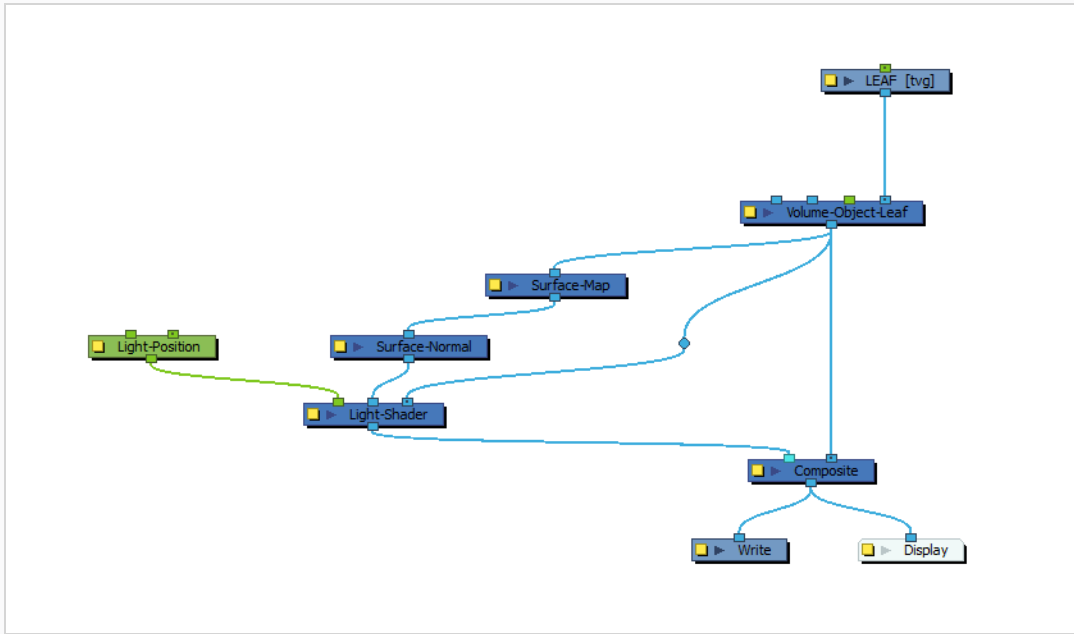 LEAF [tvg]
Volume-Object-Leaf
Surface-Map
Light-Position
Surface-Normal
Light-Shader
Composite
Write
Display